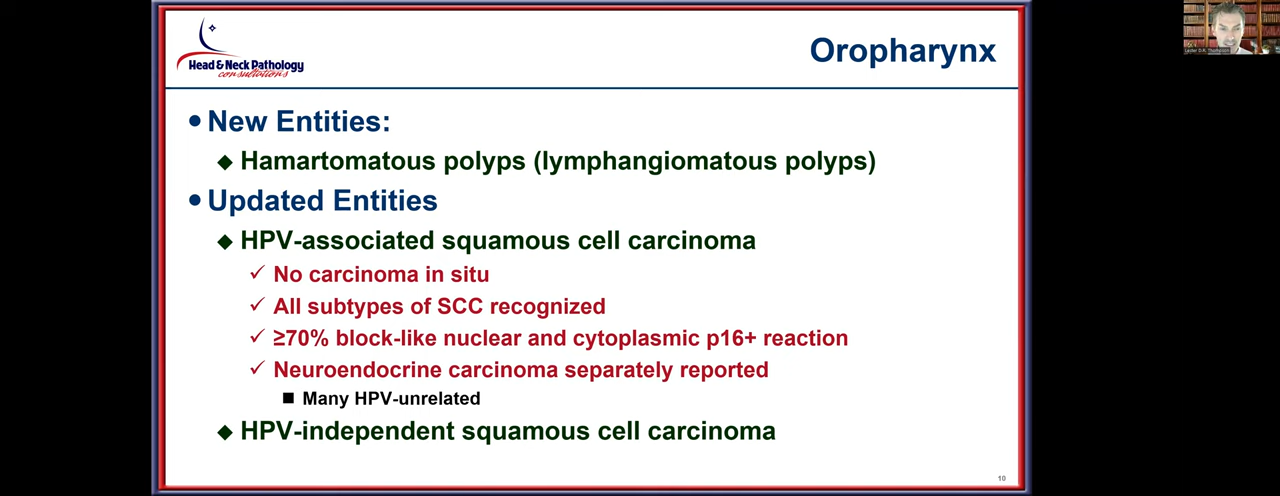 Head & Neck Pathology
consultations
Oropharynx
• New Entities:
◆ Hamartomatous polyps (lymphangiomatous polyps)
• Updated Entities
◆ HPV-associated squamous cell carcinoma
✓ No carcinoma in situ
✓ All subtypes of SCC recognized
✓ ≥70% block-like nuclear and cytoplasmic p16+ reaction
✓ Neuroendocrine carcinoma separately reported
■ Many HPV-unrelated
◆ HPV-independent squamous cell carcinoma
10